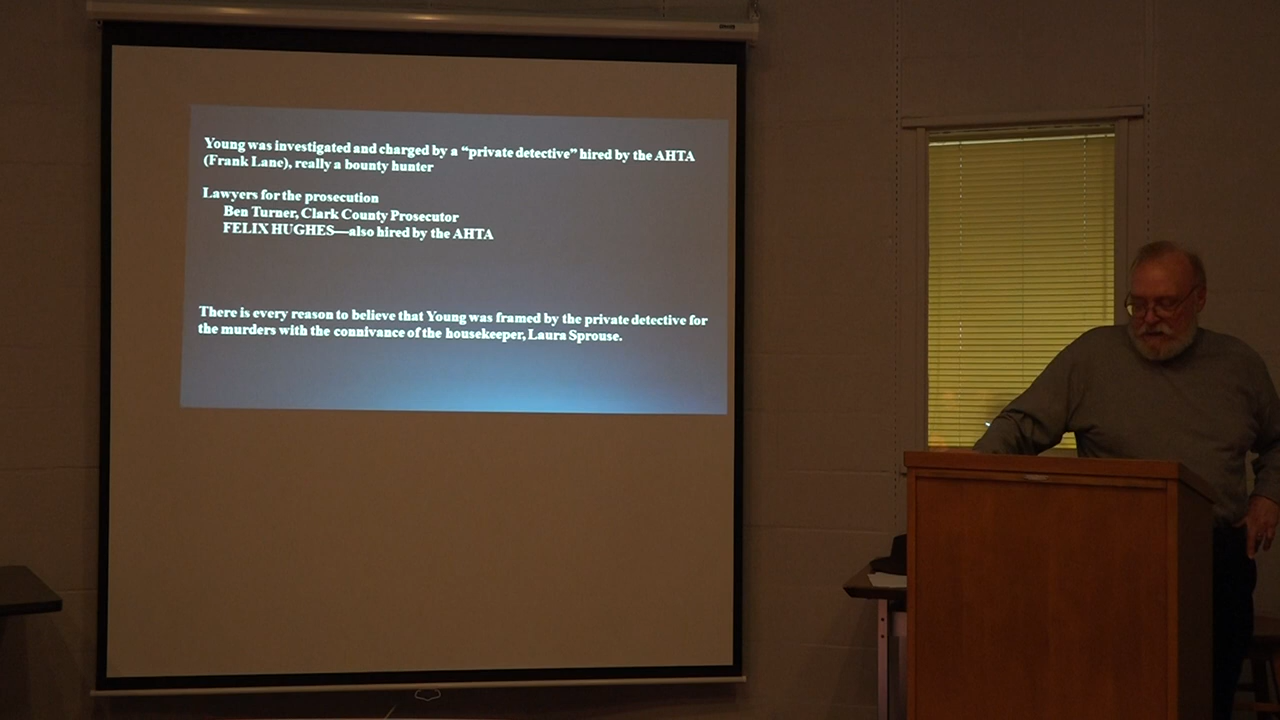 Young was investigated and charged by a “private detective” hired by the AHTA
(Frank Lane), really a bounty hunter
Lawyers for the prosecution
Ben Turner, Clark County Prosecutor
FELIX HUGHES—also hired by the AHTA
There is every reason to believe that Young was framed by the private detective for
the murders with the connivance of the housekeeper, Laura Sprouse.